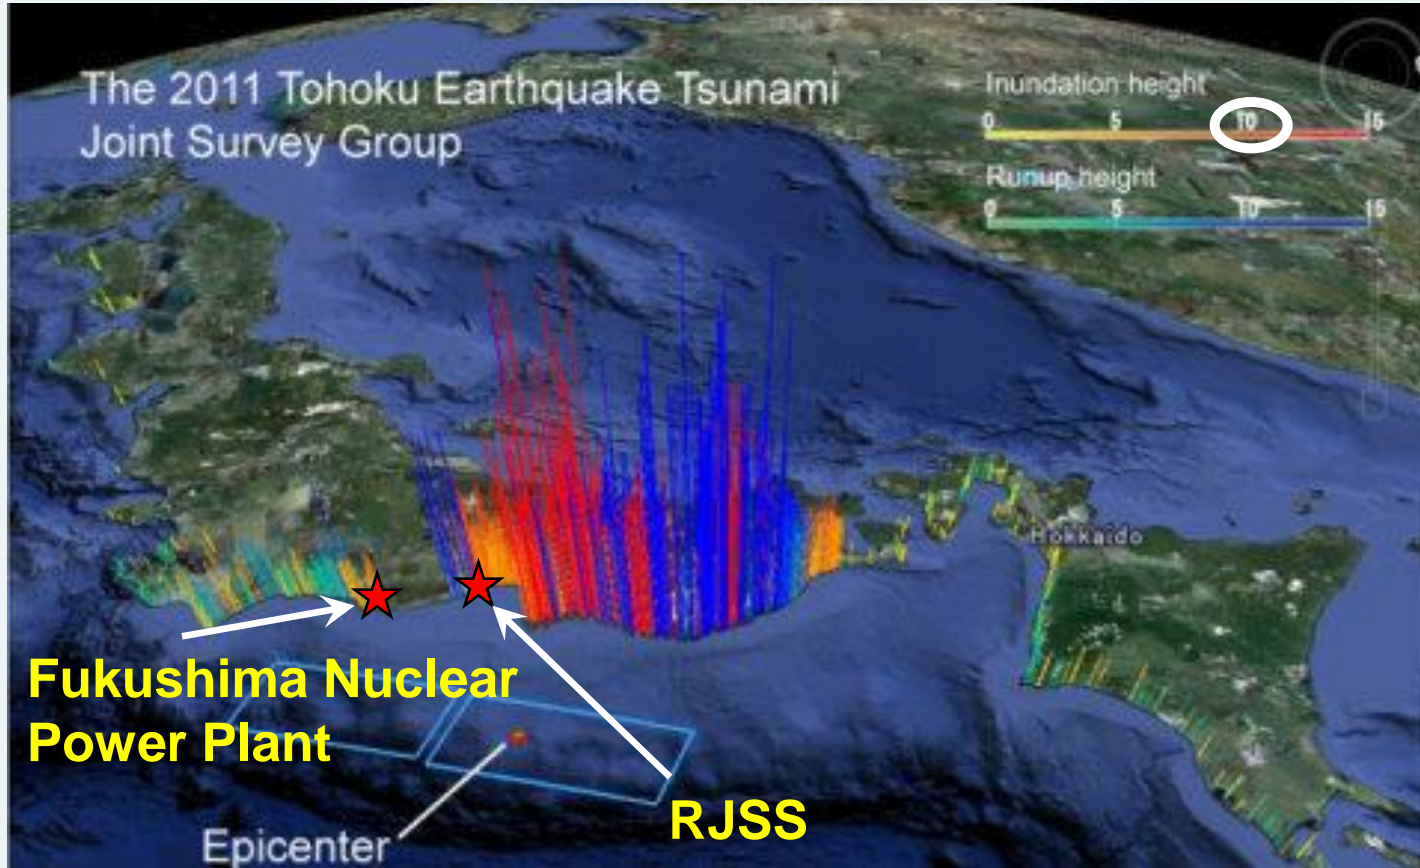 The 2011 Tohoku Earthquake Tsunami
Joint Survey Group
Inundation height
0 5 10 15
Runup height
0 5 10 15
Hokkaido
Fukushima Nuclear
Power Plant
RJSS
Epicenter